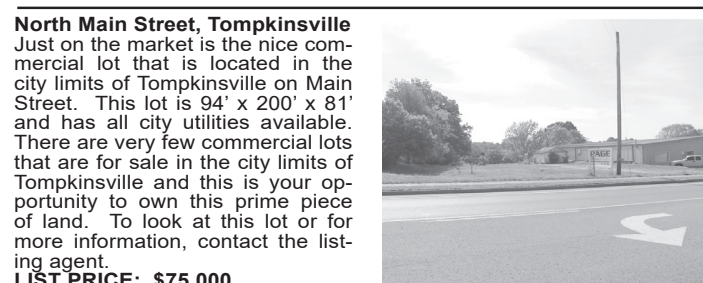 North Main Street, Tompkinsville
Just on the market is the nice com-
mercial lot that is located in the
city limits of Tompkinsville on Main
Street. This lot is 94' x 200' x 81'
and has all city utilities available.
There are very few commercial lots
that are for sale in the city limits of
Tompkinsville and this is your op-
portunity to own this prime piece
of land. To look at this lot or for
more information, contact the list-
ing agent.
LIST PRICE: $75,000
PAGE